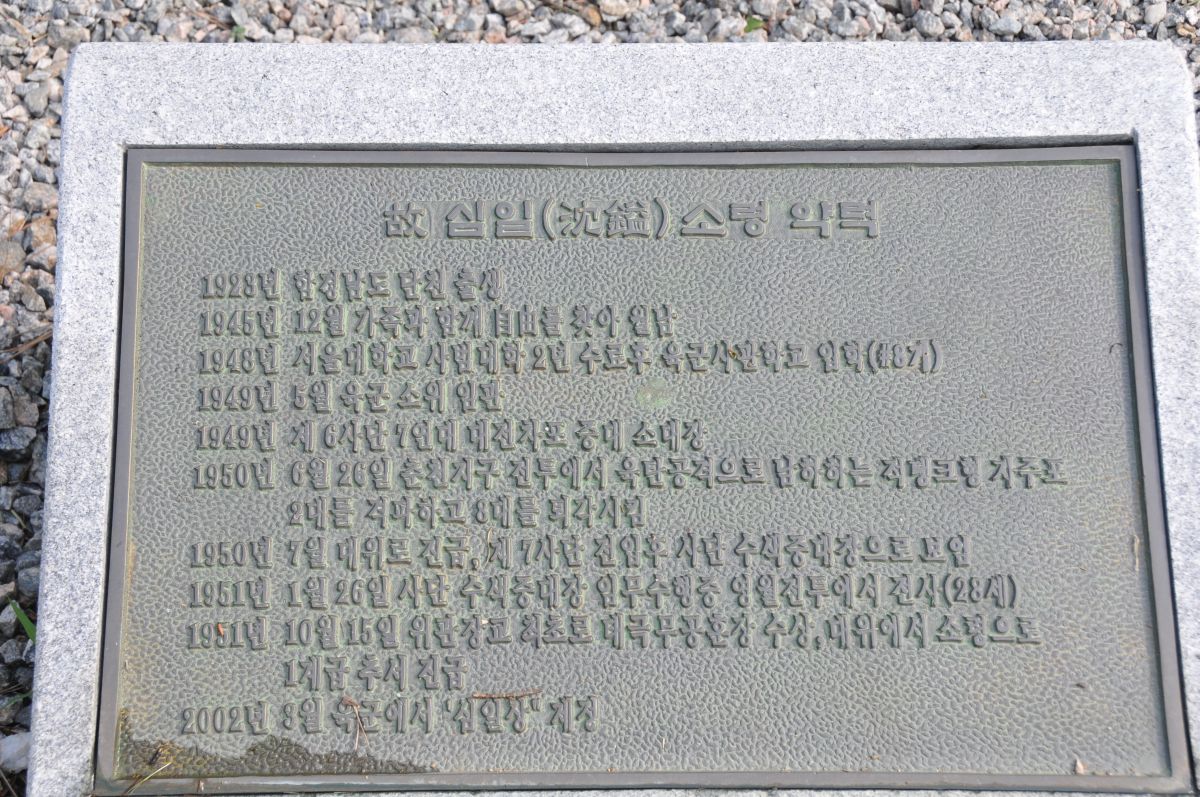 故 심일(沈鎰)소령 약력
1923년 함경남도 단천 출생
1945년 12월 가족과 함께 自由를 찾아 월남
1948년 서울대학교 사범대학 2년 수료후 육군사관학교 입학(#8기)
1949년 5월 육군 소위 임관
1949년 제 6사단 7연대 대전차포 중대 소대장
1950년 6월 26일 춘천지구 전투에서 육탄공격으로 남하하는 적탱크형 자주포
2대를 격파하고 8대를 퇴각시킴
1950년 7월 대위로 진급, 제 7사단 전임후 사단 수색중대장으로 보임
1951년 1월 26일 사단 수색중대장 임무수행중 영월전투에서 전사(28세)
1951년 10월 15일 위관장교 최초로 태극무공훈장 수상, 대위에서 소령으로
1계급 추서 진급
2002년 3월 육군에서 "심일상" 제정